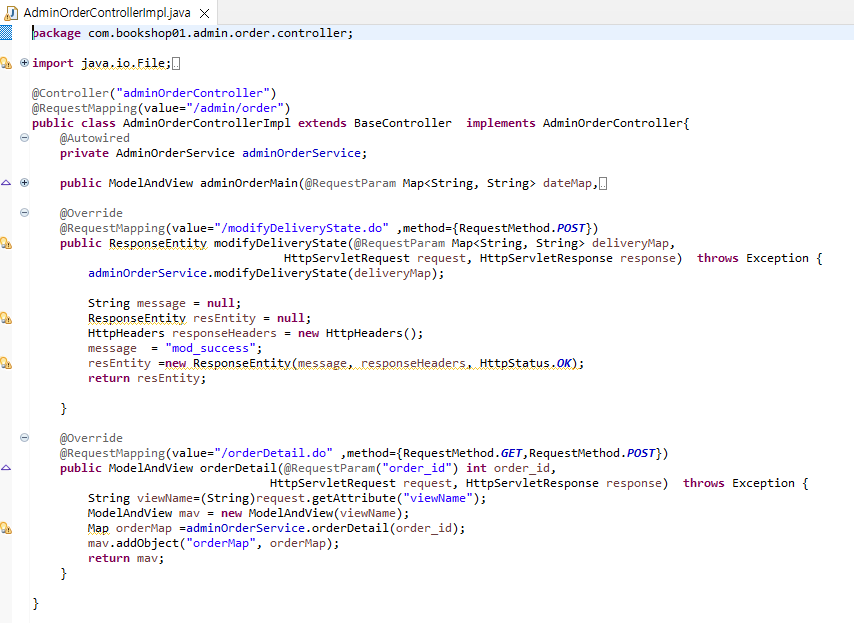 AdminOrderControllerImpl.java
package com.bookshop01.admin.order.controller;
import java.io.File;
@Controller("adminOrderController")
@RequestMapping(value="/admin/order")
public class AdminOrderControllerImpl extends BaseController  implements AdminOrderController{
@Autowired
private AdminOrderService adminOrderService;
public ModelAndView adminOrderMain(@RequestParam Map<String, String> dateMap,
@Override
@RequestMapping(value="/modifyDeliveryState.do" ,method={RequestMethod.POST})
public ResponseEntity modifyDeliveryState(@RequestParam Map<String, String> deliveryMap,
HttpServletRequest request, HttpServletResponse response)  throws Exception {
adminOrderService.modifyDeliveryState(deliveryMap);
String message = null;
ResponseEntity resEntity = null;
HttpHeaders responseHeaders = new HttpHeaders();
message  = "mod_success";
resEntity =new ResponseEntity(message, responseHeaders, HttpStatus.OK);
return resEntity;
}
@Override
@RequestMapping(value="/orderDetail.do" ,method={RequestMethod.GET,RequestMethod.POST})
public ModelAndView orderDetail(@RequestParam("order_id") int order_id,
HttpServletRequest request, HttpServletResponse response)  throws Exception {
String viewName=(String)request.getAttribute("viewName");
ModelAndView mav = new ModelAndView(viewName);
Map orderMap =adminOrderService.orderDetail(order_id);
mav.addObject("orderMap", orderMap);
return mav;
}
}